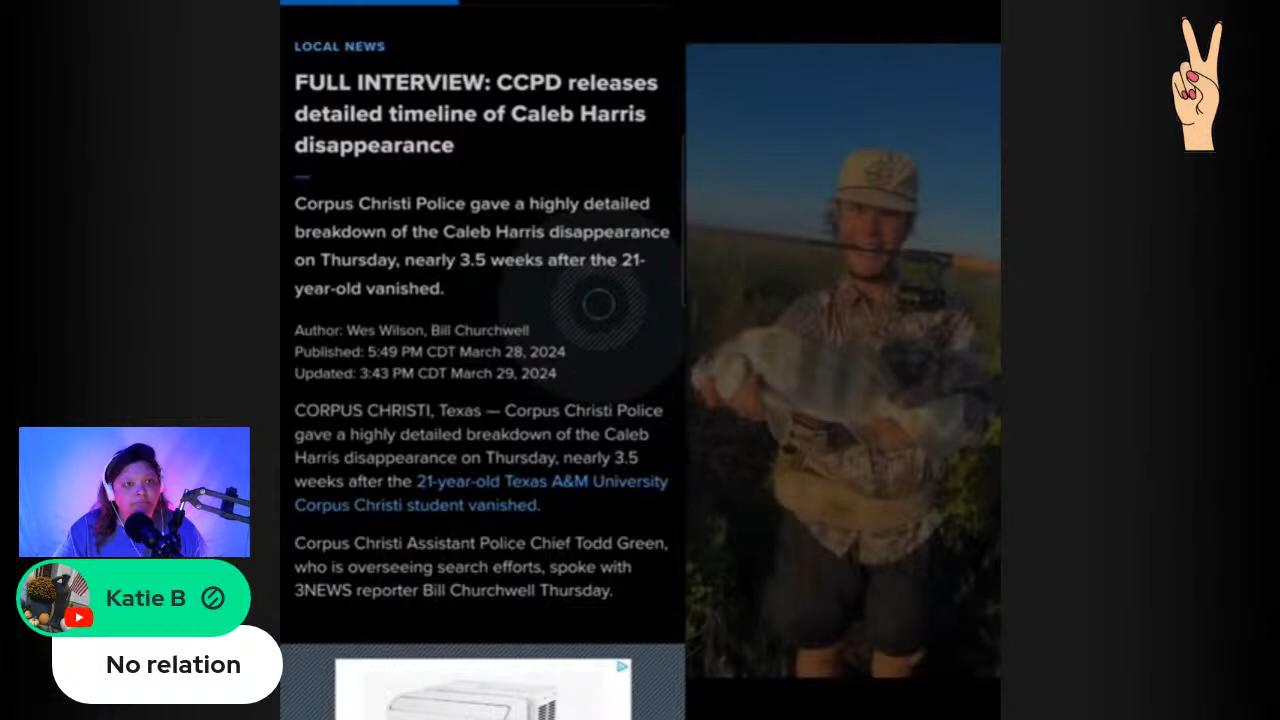 LOCAL NEWS
FULL INTERVIEW: CCPD releases
detailed timeline of Caleb Harris
disappearance
Corpus Christi Police gave a highly detailed
breakdown of the Caleb Harris disappearance
on Thursday, nearly 3.5 weeks after the 21-
year-old vanished.
Author: Wes Wilson, Bill Churchwell
Published: 5:49 PM CDT March 28, 2024
Updated: 3:43 PM CDT March 29, 2024
CORPUS CHRISTI, Texas — Corpus Christi Police
gave a highly detailed breakdown of the Caleb
Harris disappearance on Thursday, nearly 3.5
weeks after the 21-year-old Texas A&M University
Corpus Christi student vanished.
Corpus Christi Assistant Police Chief Todd Green,
who is overseeing search efforts, spoke with
3NEWS reporter Bill Churchwell Thursday.
Katie B
No relation